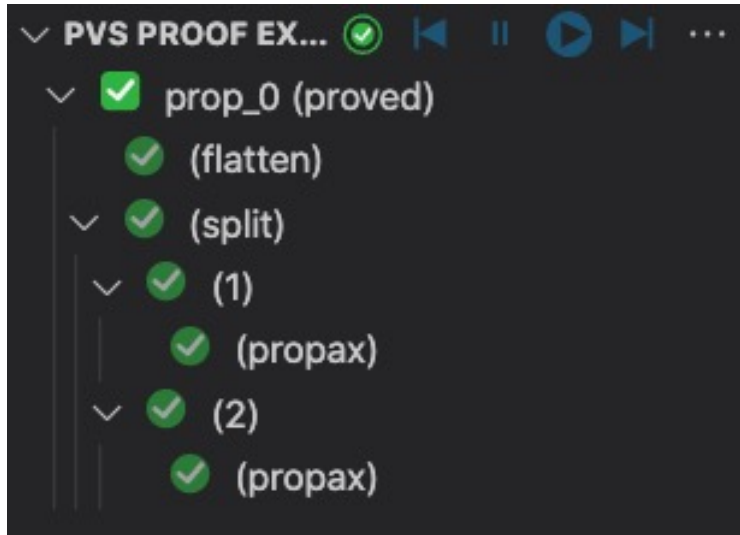 PVS PROOF EX... ...
prop_0 (proved)
(flatten)
(split)
(1)
(propax)
(2)
(propax)